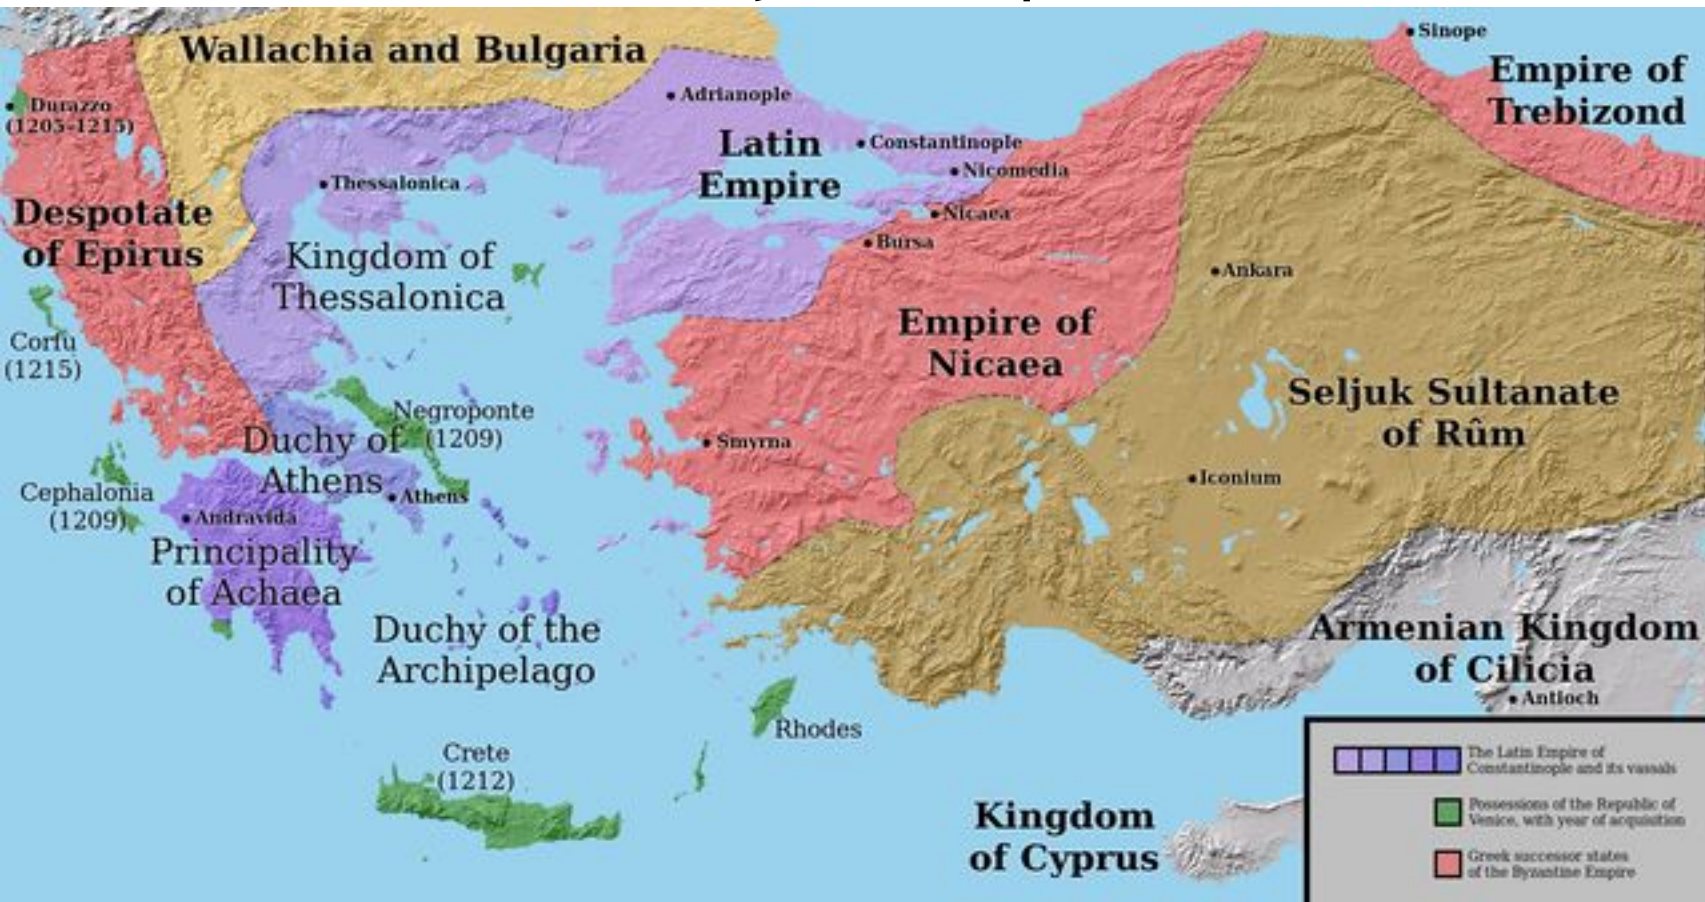 Wallachia and Bulgaria
Sinope
Empire of
Trebizond
Durazzo
(1205-1215)
Adrianople
Latin
Empire
Constantinople
Nicomedia
Thessalonica
Nicaea
Bursa
Despotate
of Epirus
Kingdom of
Thessalonica
Ankara
Corfu
(1215)
Empire of
Nicaea
Seljuk Sultanate
of Rûm
Negroponte
(1209)
Duchy of
Athens
Smyrna
Athens
Iconium
Cephalonia
(1209)
Andravida
Principality
of Achaea
Duchy of the
Archipelago
Armenian Kingdom
of Cilicia
Antioch
Rhodes
Crete
(1212)
Kingdom
of Cyprus
The Latin Empire of
Constantinople and its vassals
Possessions of the Republic of
Venice, with year of acquisition
Greek successor states
of the Byzantine Empire